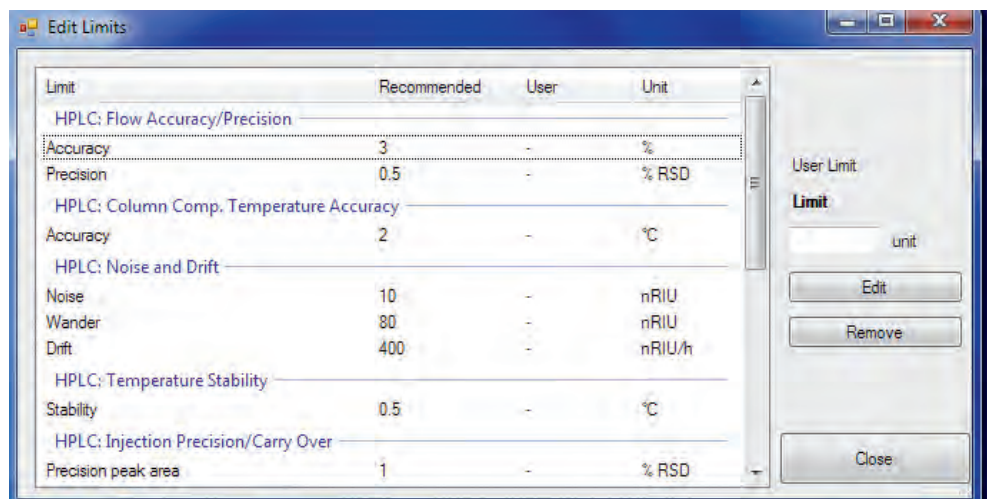 Edit Limits
Limit Recommended User Unit
HPLC: Flow Accuracy/Precision
Accuracy 3 - %
Precision 0.5 - % RSD
HPLC: Column Comp. Temperature Accuracy
Accuracy 2 - °C
HPLC: Noise and Drift
Noise 10 - nRIU
Wander 80 - nRIU
Drift 400 - nRIU/h
HPLC: Temperature Stability
Stability 0.5 - °C
HPLC: Injection Precision/Carry Over
Precision peak area 1 - % RSD
User Limit
Limit
unit
Edit
Remove
Close